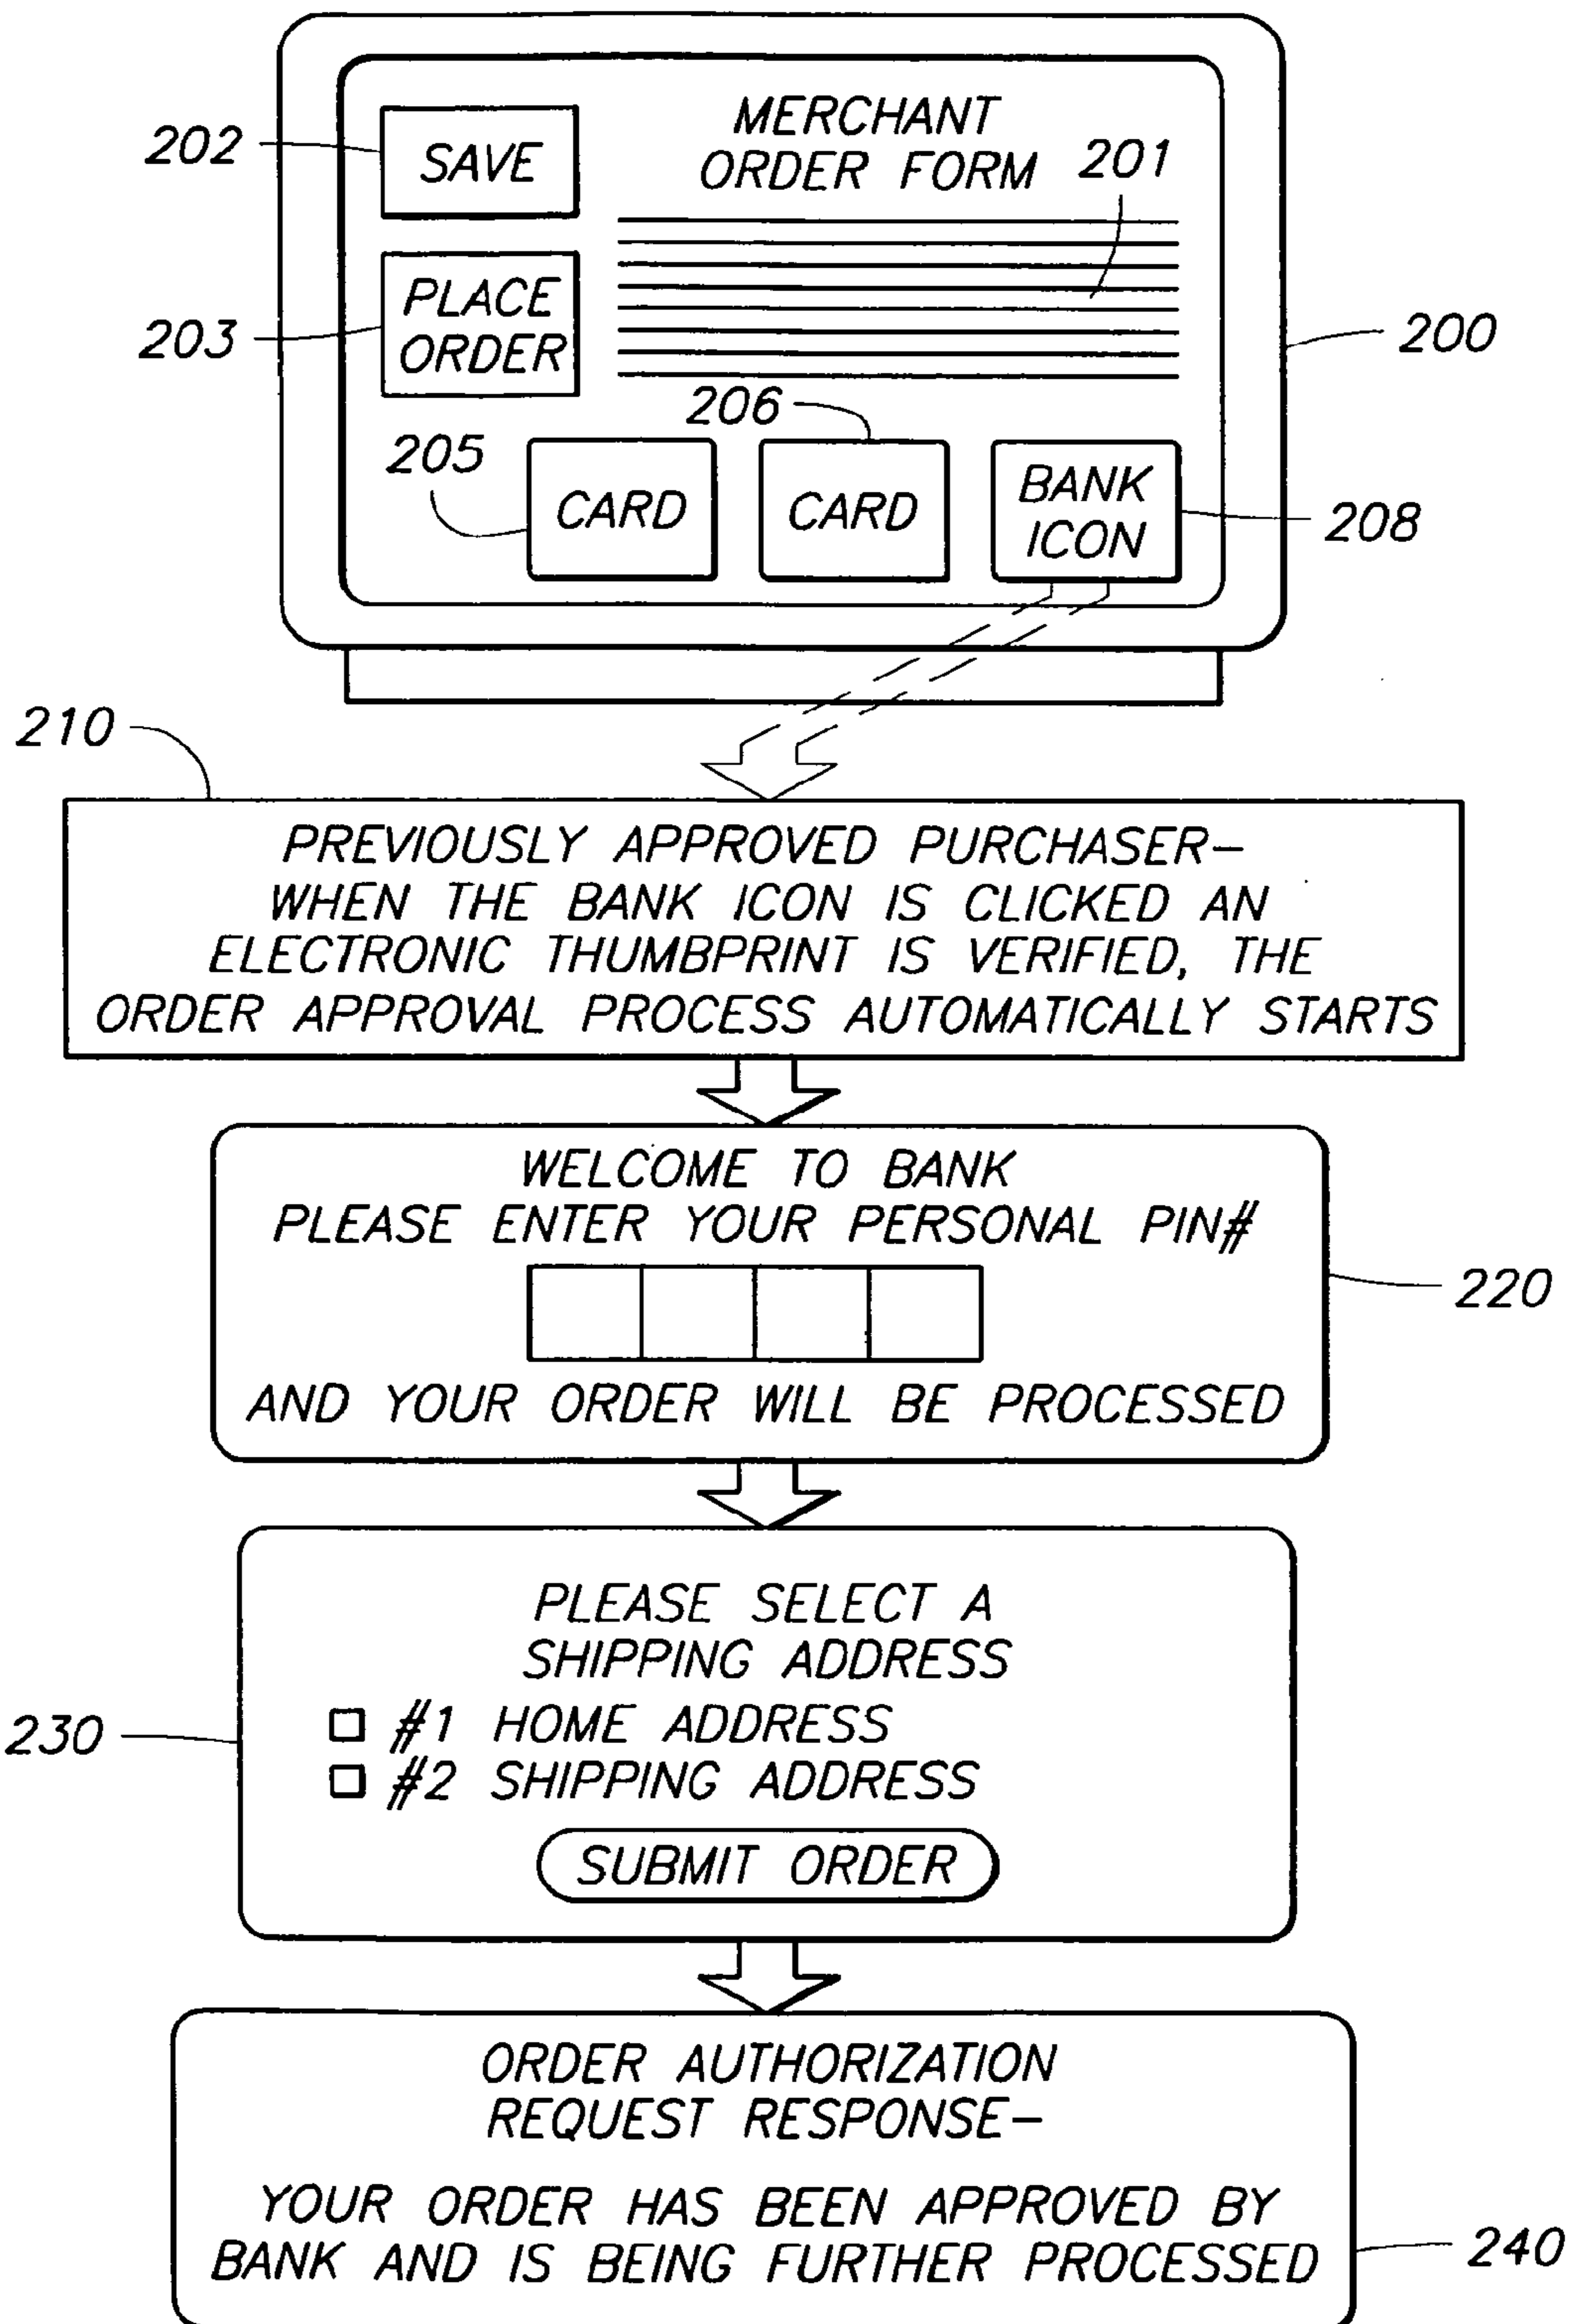 MERCHANT
ORDER FORM
201
202
SAVE
PLACE
ORDER
203
200
206
205
CARD
CARD
BANK
ICON
208
210
PREVIOUSLY APPROVED PURCHASER–
WHEN THE BANK ICON IS CLICKED AN
ELECTRONIC THUMBPRINT IS VERIFIED, THE
ORDER APPROVAL PROCESS AUTOMATICALLY STARTS
WELCOME TO BANK
PLEASE ENTER YOUR PERSONAL PIN#
220
AND YOUR ORDER WILL BE PROCESSED
PLEASE SELECT A
SHIPPING ADDRESS
#1 HOME ADDRESS
230
#2 SHIPPING ADDRESS
SUBMIT ORDER
ORDER AUTHORIZATION
REQUEST RESPONSE–
YOUR ORDER HAS BEEN APPROVED BY
BANK AND IS BEING FURTHER PROCESSED
240